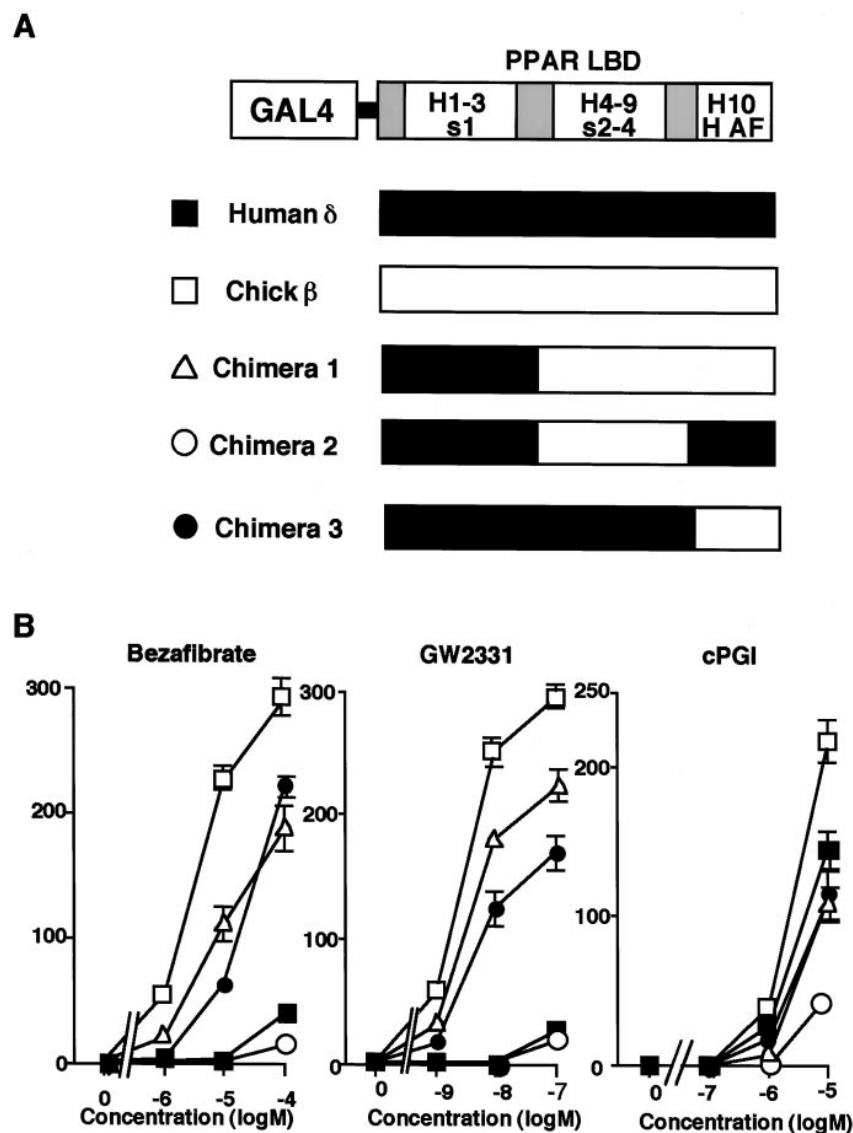 A
PPAR LBD
GAL4
H1-3
s1
H4-9
s2-4
H10
H AF
Human δ
Chick β
Chimera 1
Chimera 2
Chimera 3
B
Bezafibrate
300
200
100
0
0 -6 -5 -4
Concentration (logM)
GW2331
300
200
100
0
0 -9 -8 -7
Concentration (logM)
cPGI
250
200
100
0
0 -7 -6 -5
Concentration (logM)